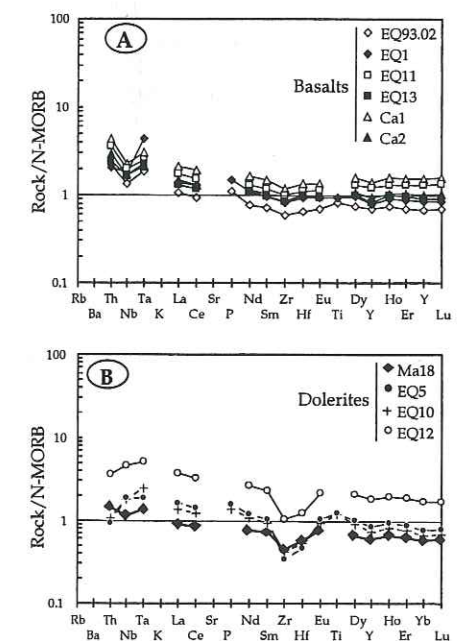 100
A
EQ93.02
EQ1
EQ11
EQ13
Ca1
Ca2
Basalts
10
1
0.1
Rock/N-MORB
Rb Th Ta La Sr Nd Zr Eu Dy Ho Y Lu
Ba Nb K Ce P Sm Hf Ti Y Er Yb
100
B
Ma18
EQ5
EQ10
EQ12
Dolerites
10
1
0.1
Rock/N-MORB
Rb Th Ta La Sr Nd Zr Eu Dy Ho Yb Lu
Ba Nb K Ce P Sm Hf Ti Y Er Lu